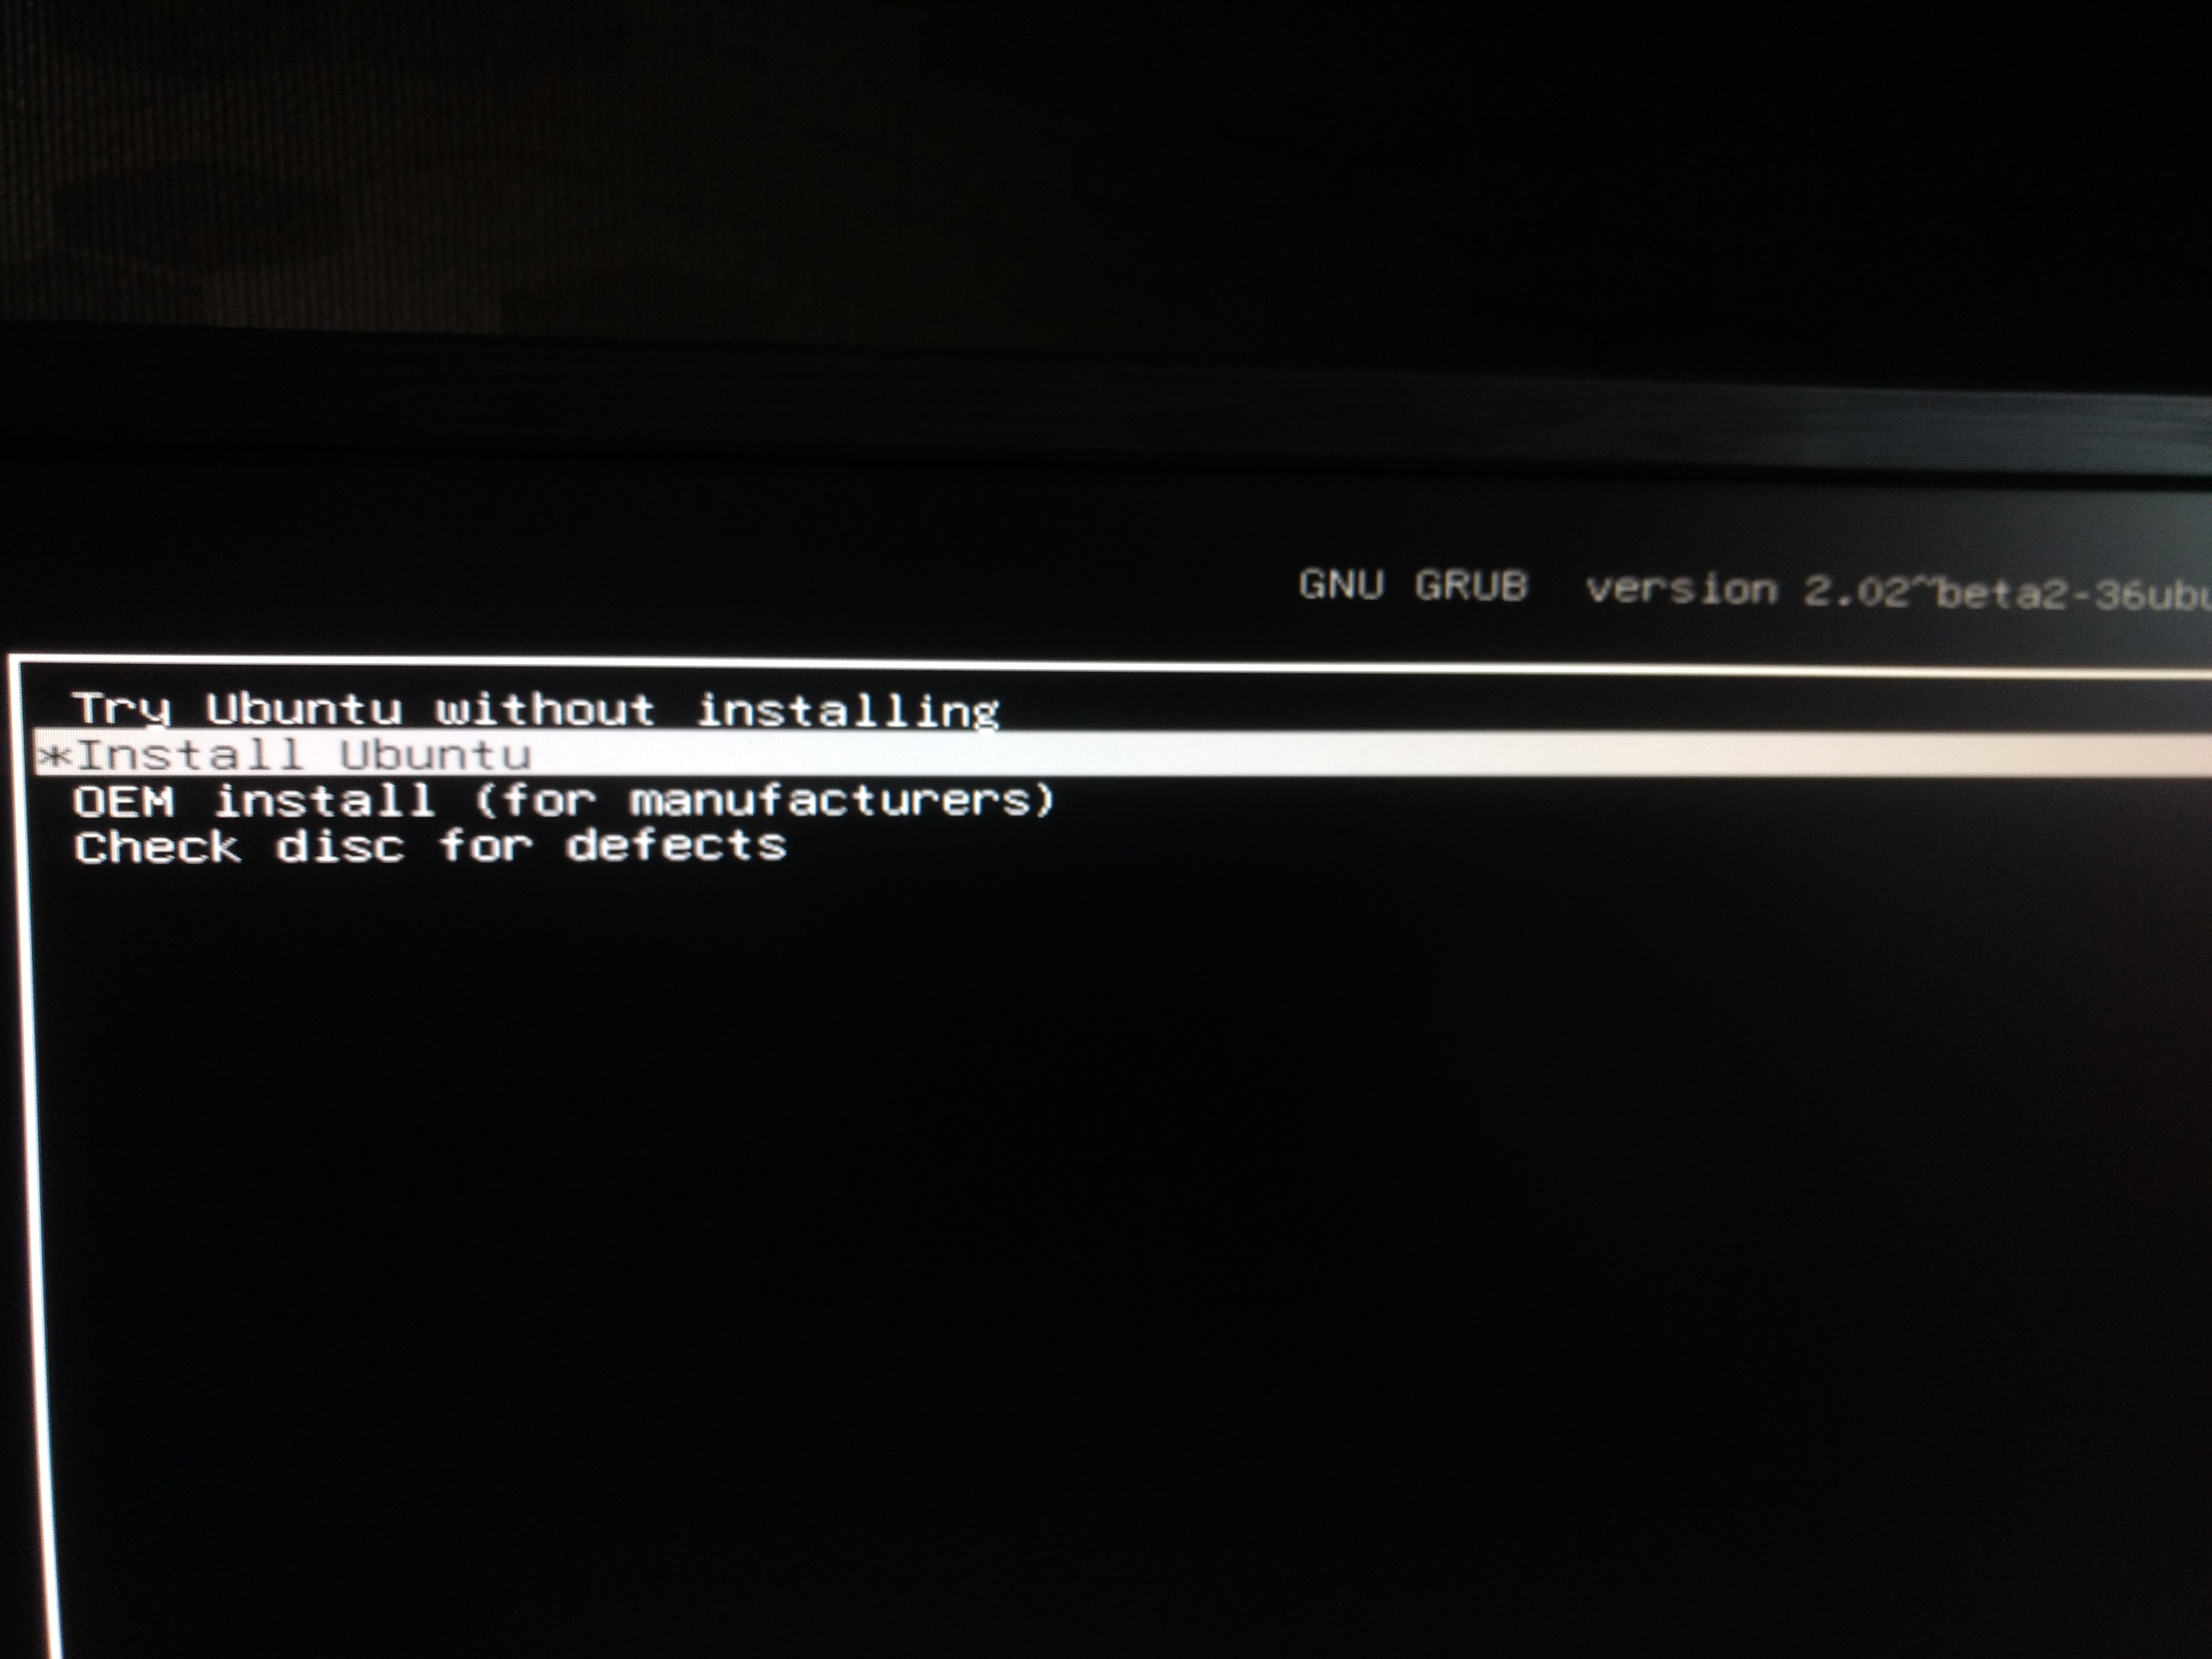 GNU GRUB version 2.02~beta2-36ubu
Try Ubuntu without installing
*Install Ubuntu
OEM install (for manufacturers)
Check disc for defects